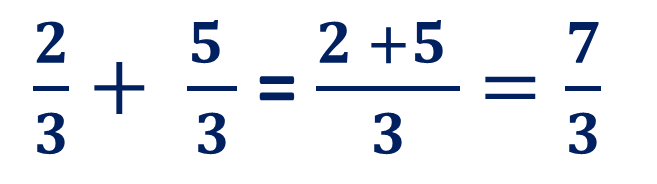 2/3 + 5/3 = (2 +5)/3 = 7/3